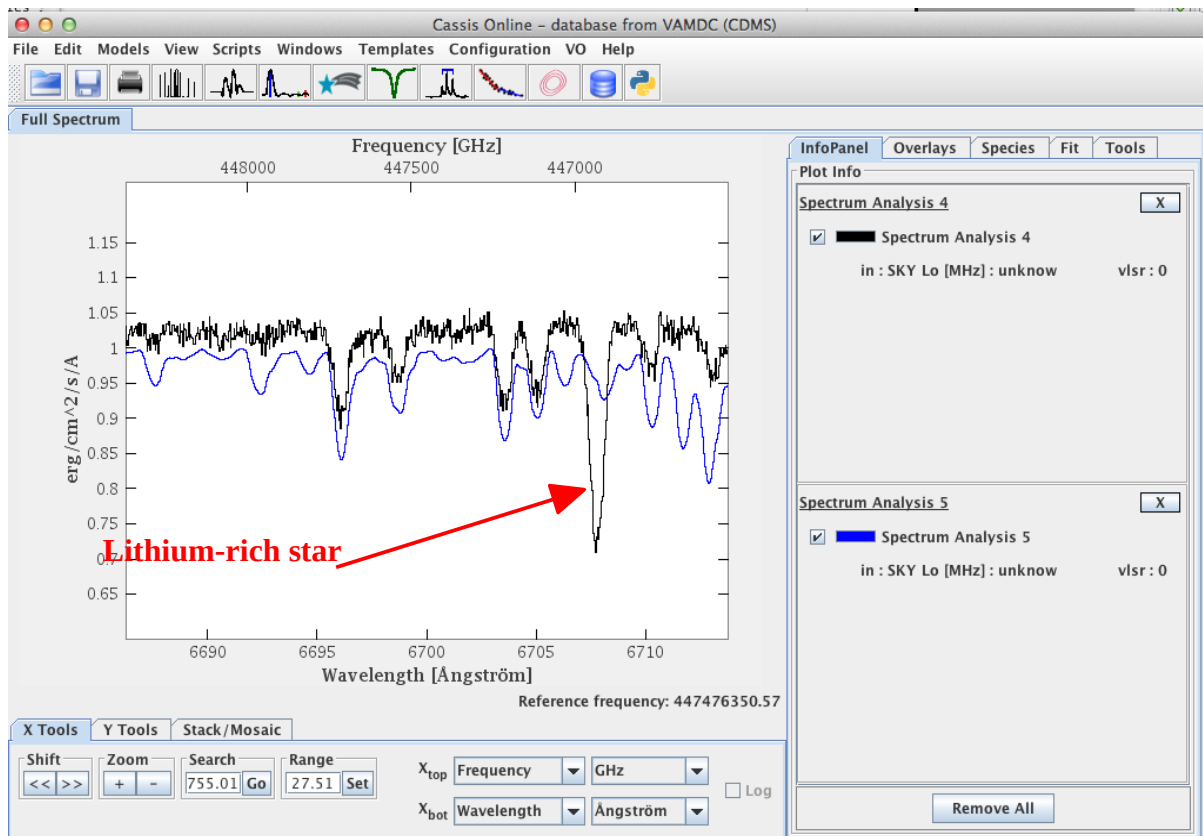 Cassis Online - database from VAMDC (CDMS)
File Edit Models View Scripts Windows Templates Configuration VO Help
Full Spectrum
Frequency [GHz]
448000 447500 447000
1.15
1.1
1.05
1
0.95
0.9
0.85
0.8
0.75
0.7
0.65
erg/cm^2/s/A
Lithium-rich star
6690 6695 6700 6705 6710
Wavelength [Ångström]
Reference frequency: 447476350.57
InfoPanel Overlays Species Fit Tools
Plot Info
Spectrum Analysis 4 X
Spectrum Analysis 4
in : SKY Lo [MHz] : unknow vlsr : 0
Spectrum Analysis 5 X
Spectrum Analysis 5
in : SKY Lo [MHz] : unknow vlsr : 0
Remove All
X Tools Y Tools Stack/Mosaic
Shift Zoom Search Range
<< >> + - 755.01 Go 27.51 Set
Xtop Frequency GHz
Log
Xbot Wavelength Ångström